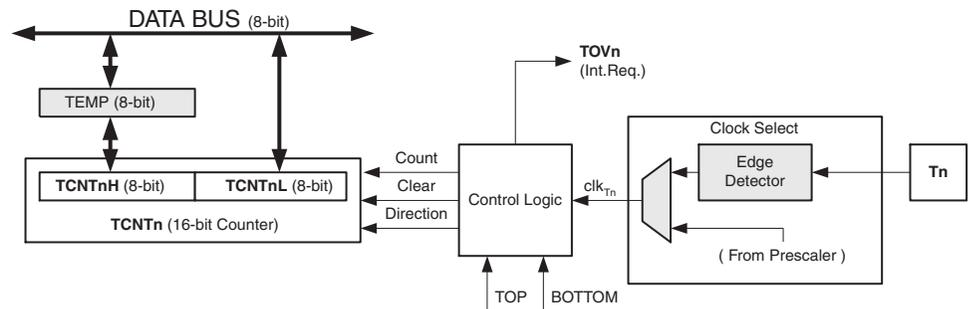 DATA BUS (8-bit)
TOVn
(Int.Req.)
TEMP (8-bit)
Clock Select
Count
Edge
Detector
Tn
TCNTnH (8-bit)
TCNTnL (8-bit)
Clear
Control Logic
clkTn
TCNTn (16-bit Counter)
Direction
( From Prescaler )
TOP
BOTTOM